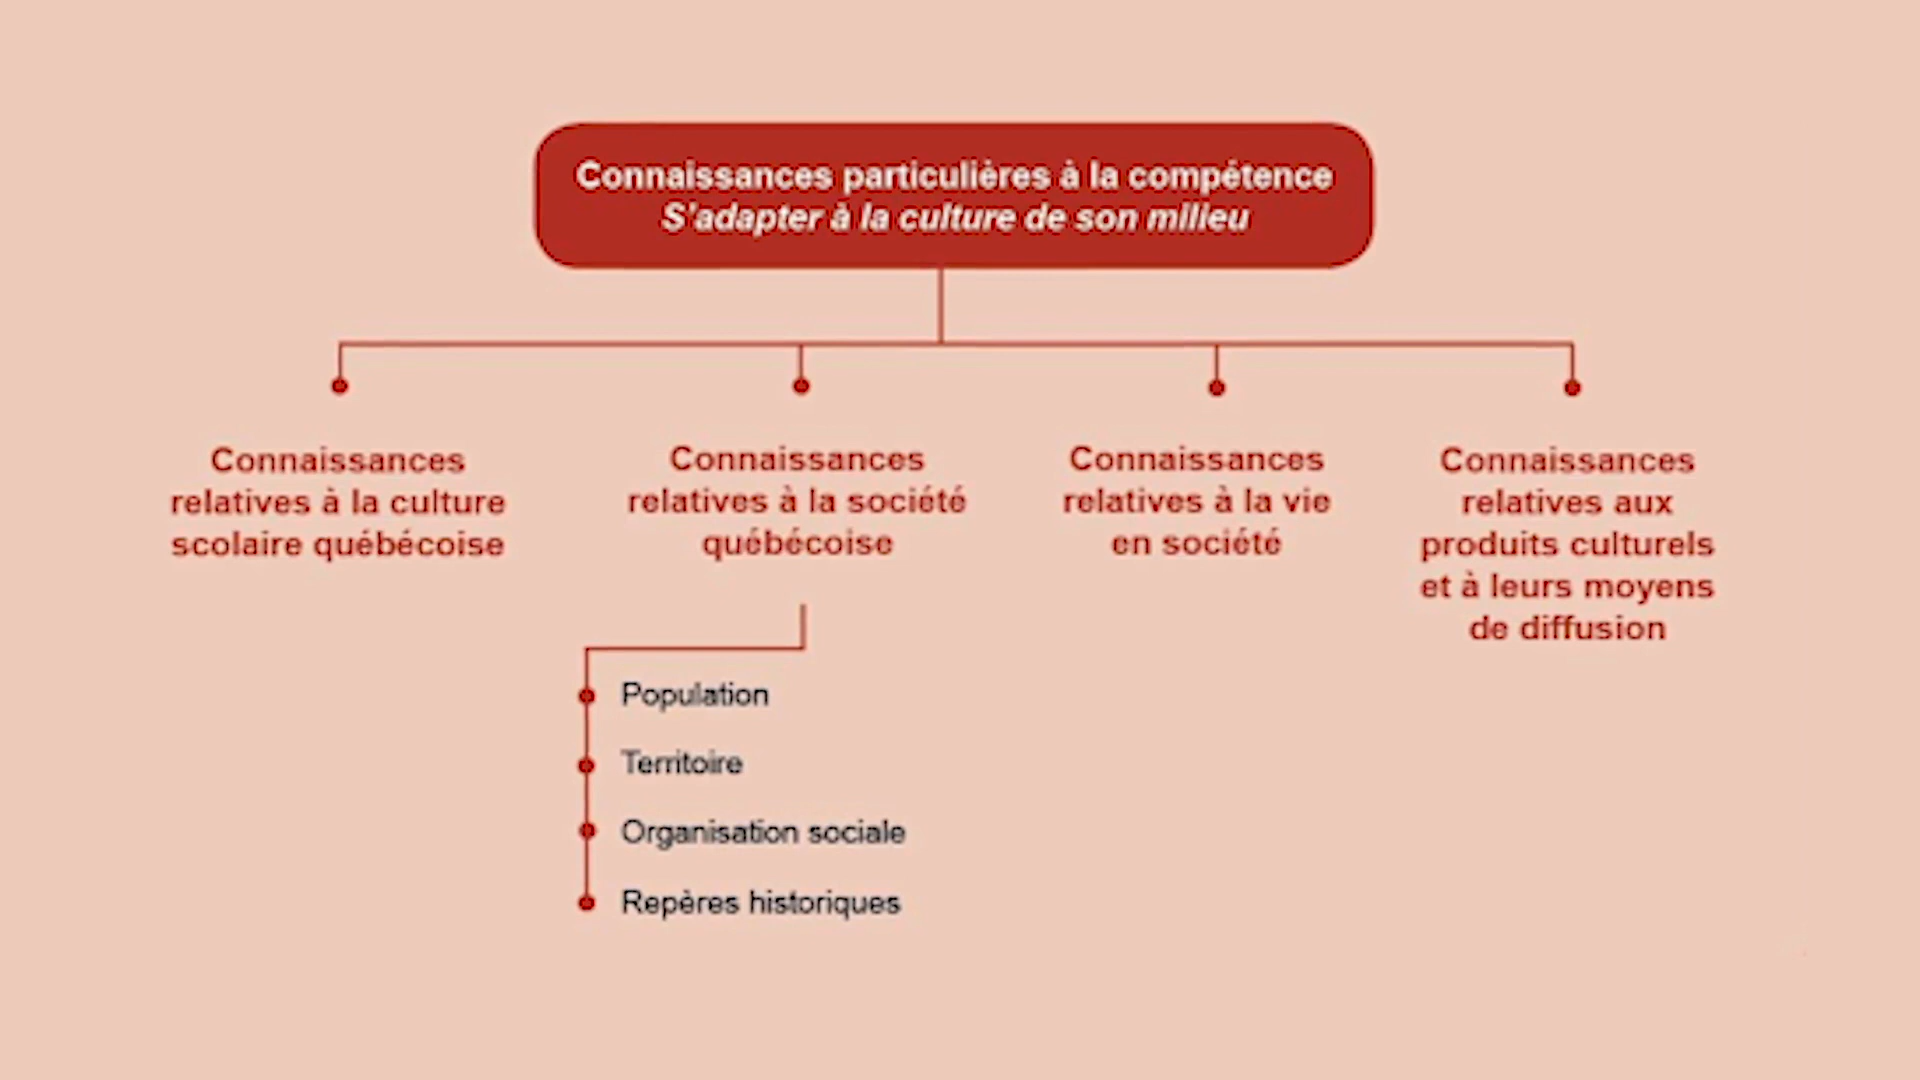 Connaissances particulières à la compétence
S'adapter à la culture de son milieu
Connaissances
relatives à la culture
scolaire québécoise
Connaissances
relatives à la société
québécoise
Population
Territoire
Organisation sociale
Repères historiques
Connaissances
relatives à la vie
en société
Connaissances
relatives aux
produits culturels
et à leurs moyens
de diffusion